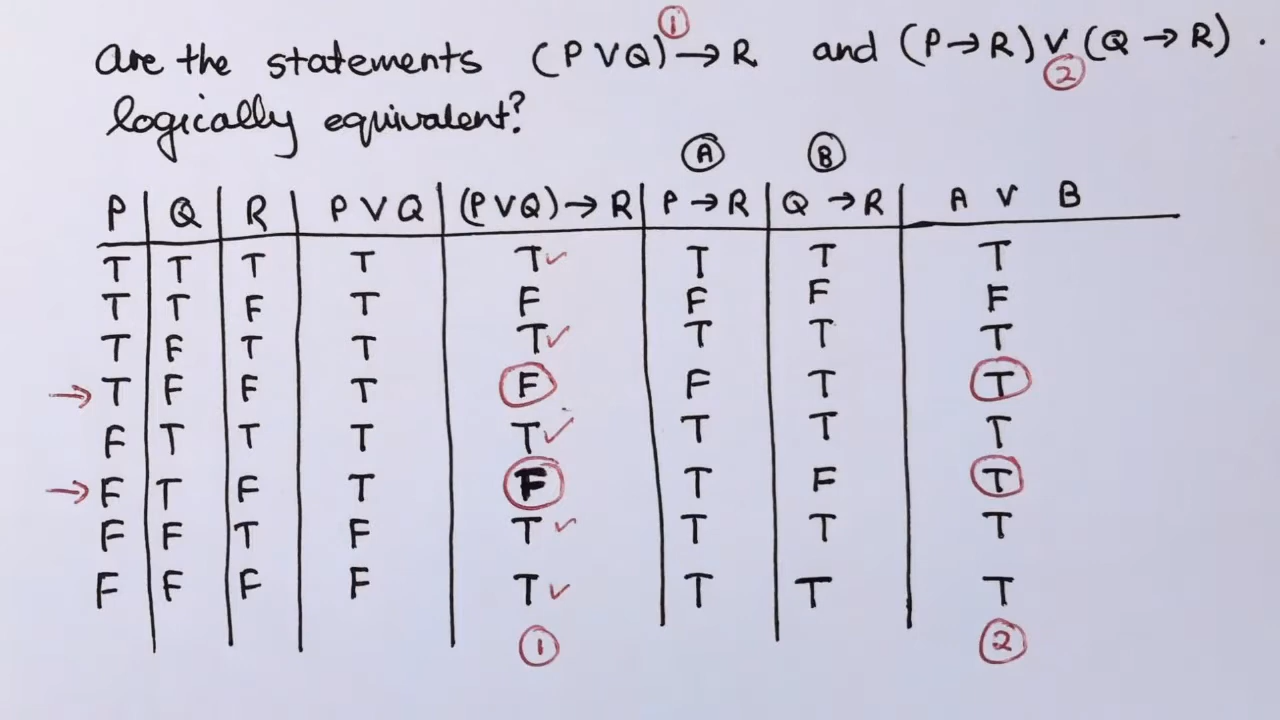 Are the statements (P ∨ Q) → R and (P → R) ∨ (Q → R) .
①
②
logically equivalent?
Ⓐ Ⓑ
P Q R P ∨ Q (P ∨ Q) → R P → R Q → R A ∨ B
T T T T T ✓ T T T
T T F T F F F F
T F T T T ✓ T T T
→ T F F T F F T T
F T T T T ✓ T T T
→ F T F T F T F T
F F T F T ✓ T T T
F F F F T ✓ T T T
① ②